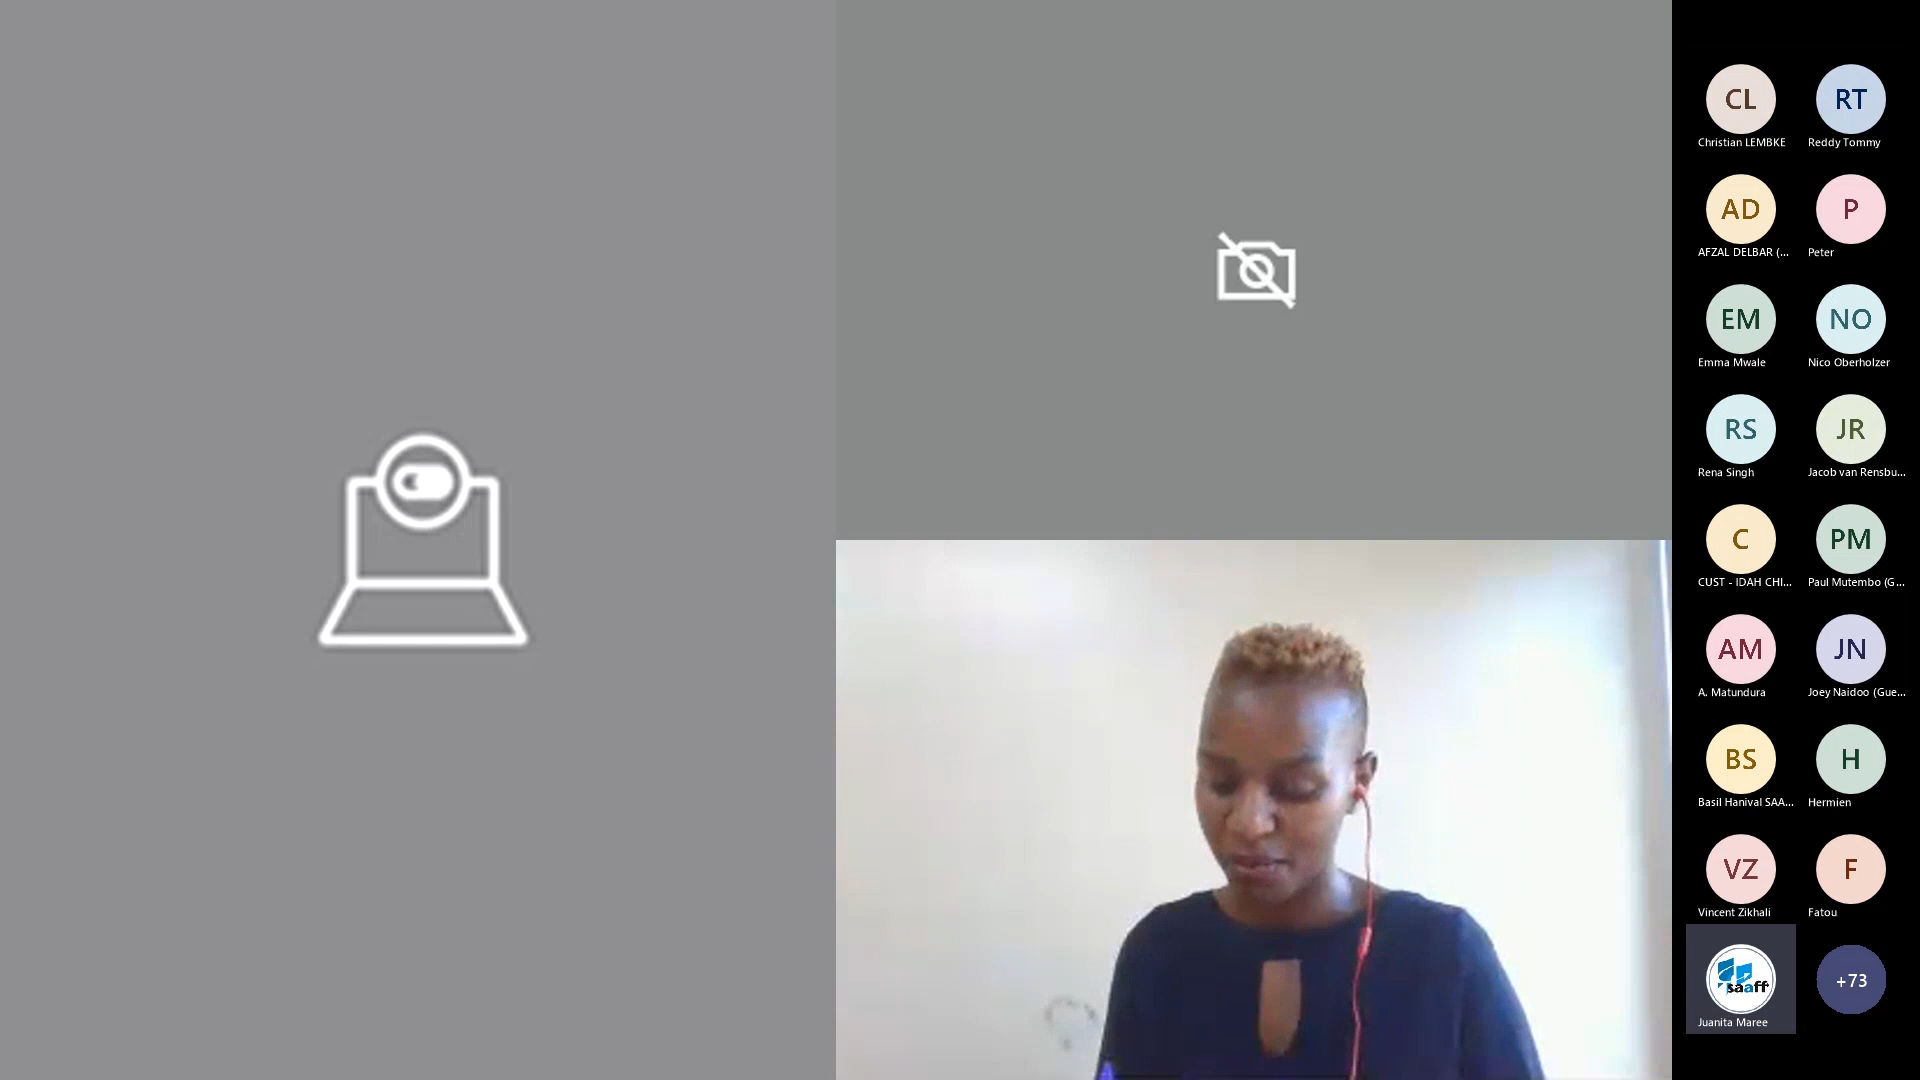 CL RT
Christian LEMBKE Reddy Tommy
AD P
AFZAL DELBAR (... Peter
EM NO
Emma Mwale Nico Oberholzer
RS JR
Rena Singh Jacob van Rensbu...
C PM
CUST - IDAH CHI... Paul Mutembo (G...
AM JN
A. Matundura Joey Naidoo (Gue...
BS H
Basil Hanival SAA... Hermien
VZ F
Vincent Zikhali Fatou
saaff +73
Juanita Maree